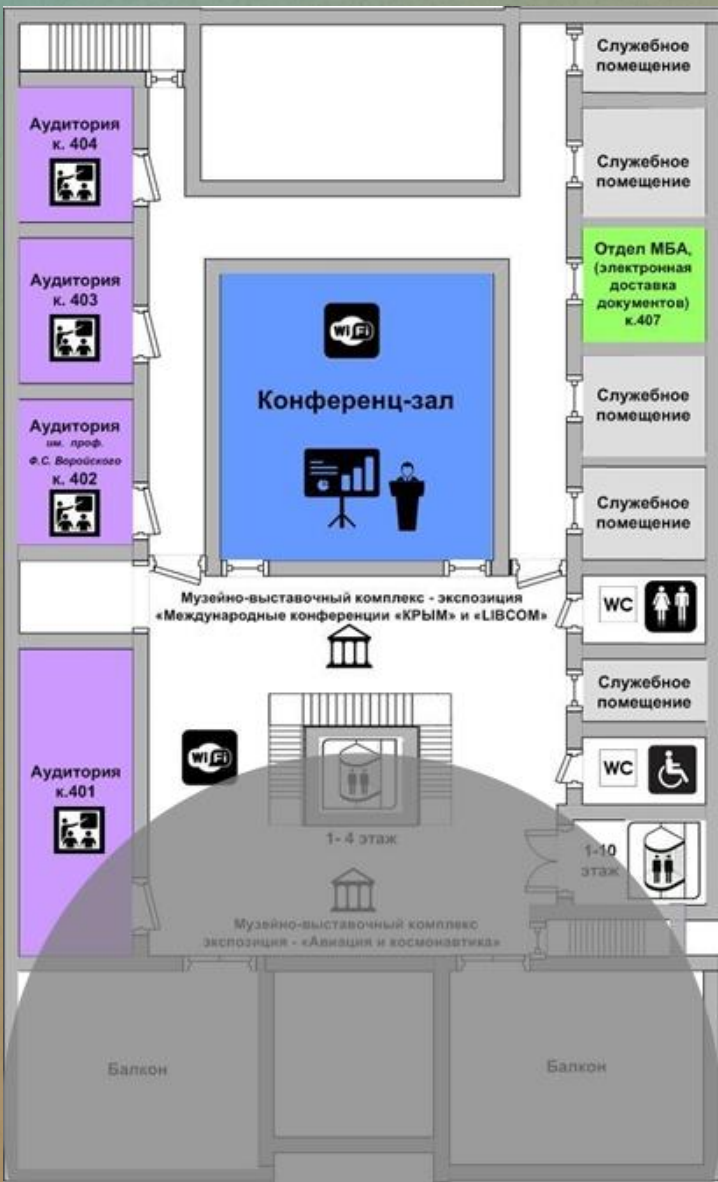 Служебное
помещение
Аудитория
к. 404
Служебное
помещение
Отдел МБА,
(электронная
доставка
документов)
к.407
Аудитория
к. 403
WiFi
Конференц-зал
Служебное
помещение
Аудитория
им. проф.
Ф.С. Воройского
к. 402
Служебное
помещение
Музейно-выставочный комплекс - экспозиция
«Международные конференции «КРЫМ» и «LIBCOM»
WC
Служебное
помещение
WiFi
Аудитория
к.401
WC
1- 4 этаж
1-10
этаж
Музейно-выставочный комплекс
экспозиция - «Авиация и космонавтика»
Балкон
Балкон